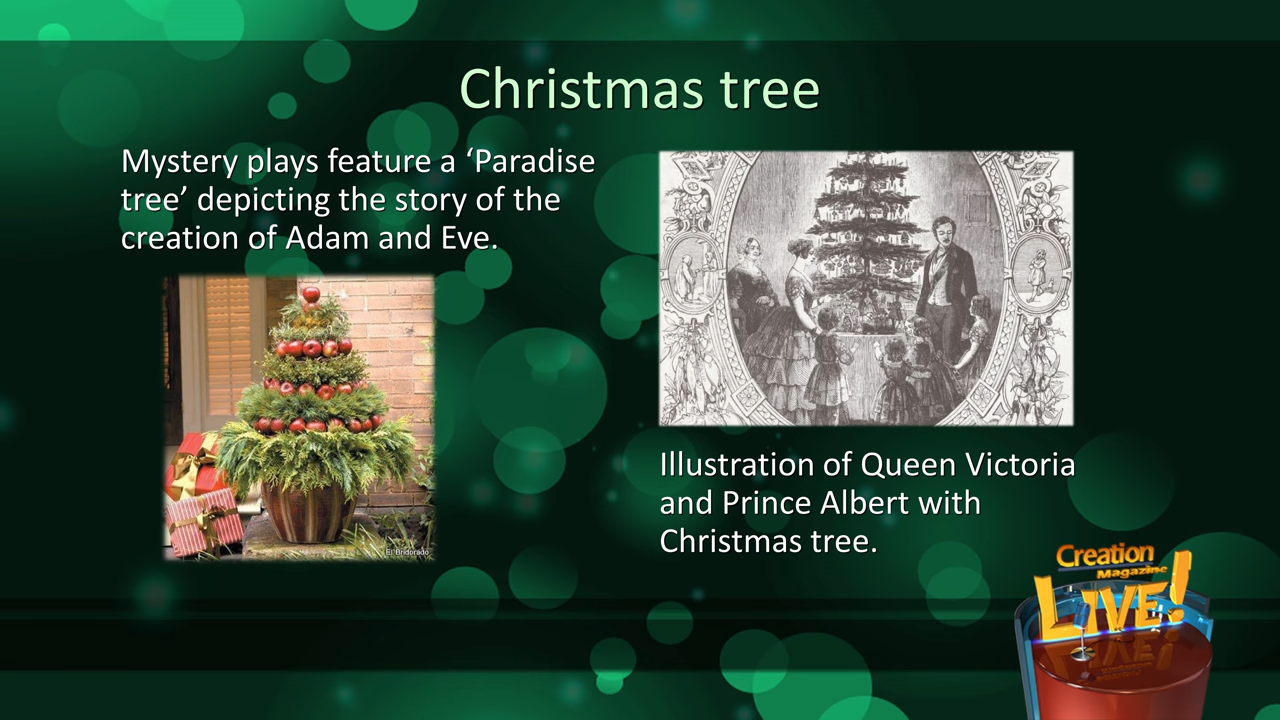 Christmas tree
Mystery plays feature a ‘Paradise
tree’ depicting the story of the
creation of Adam and Eve.
El Bridorado
Illustration of Queen Victoria
and Prince Albert with
Christmas tree.
Creation
Magazine
LIVE!